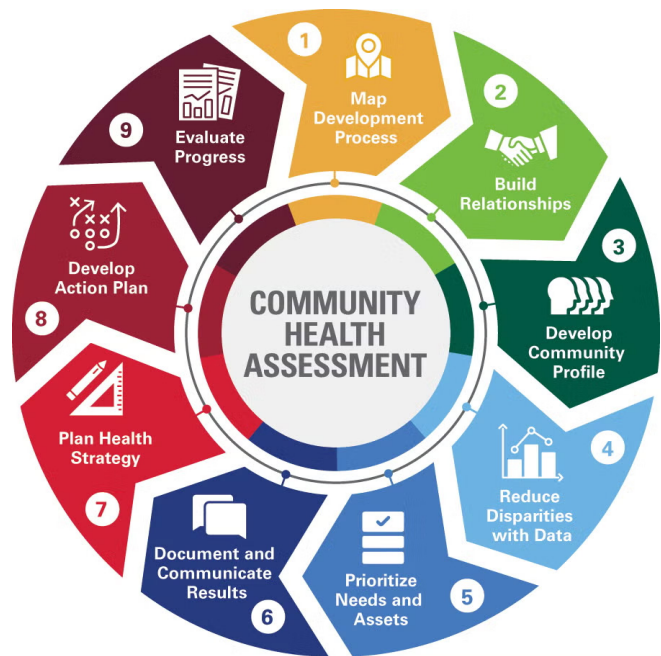 COMMUNITY
HEALTH
ASSESSMENT
1
Map
Development
Process
2
Build
Relationships
3
Develop
Community
Profile
4
Reduce
Disparities
with Data
5
Prioritize
Needs and
Assets
6
Document and
Communicate
Results
7
Plan Health
Strategy
8
Develop
Action Plan
9
Evaluate
Progress